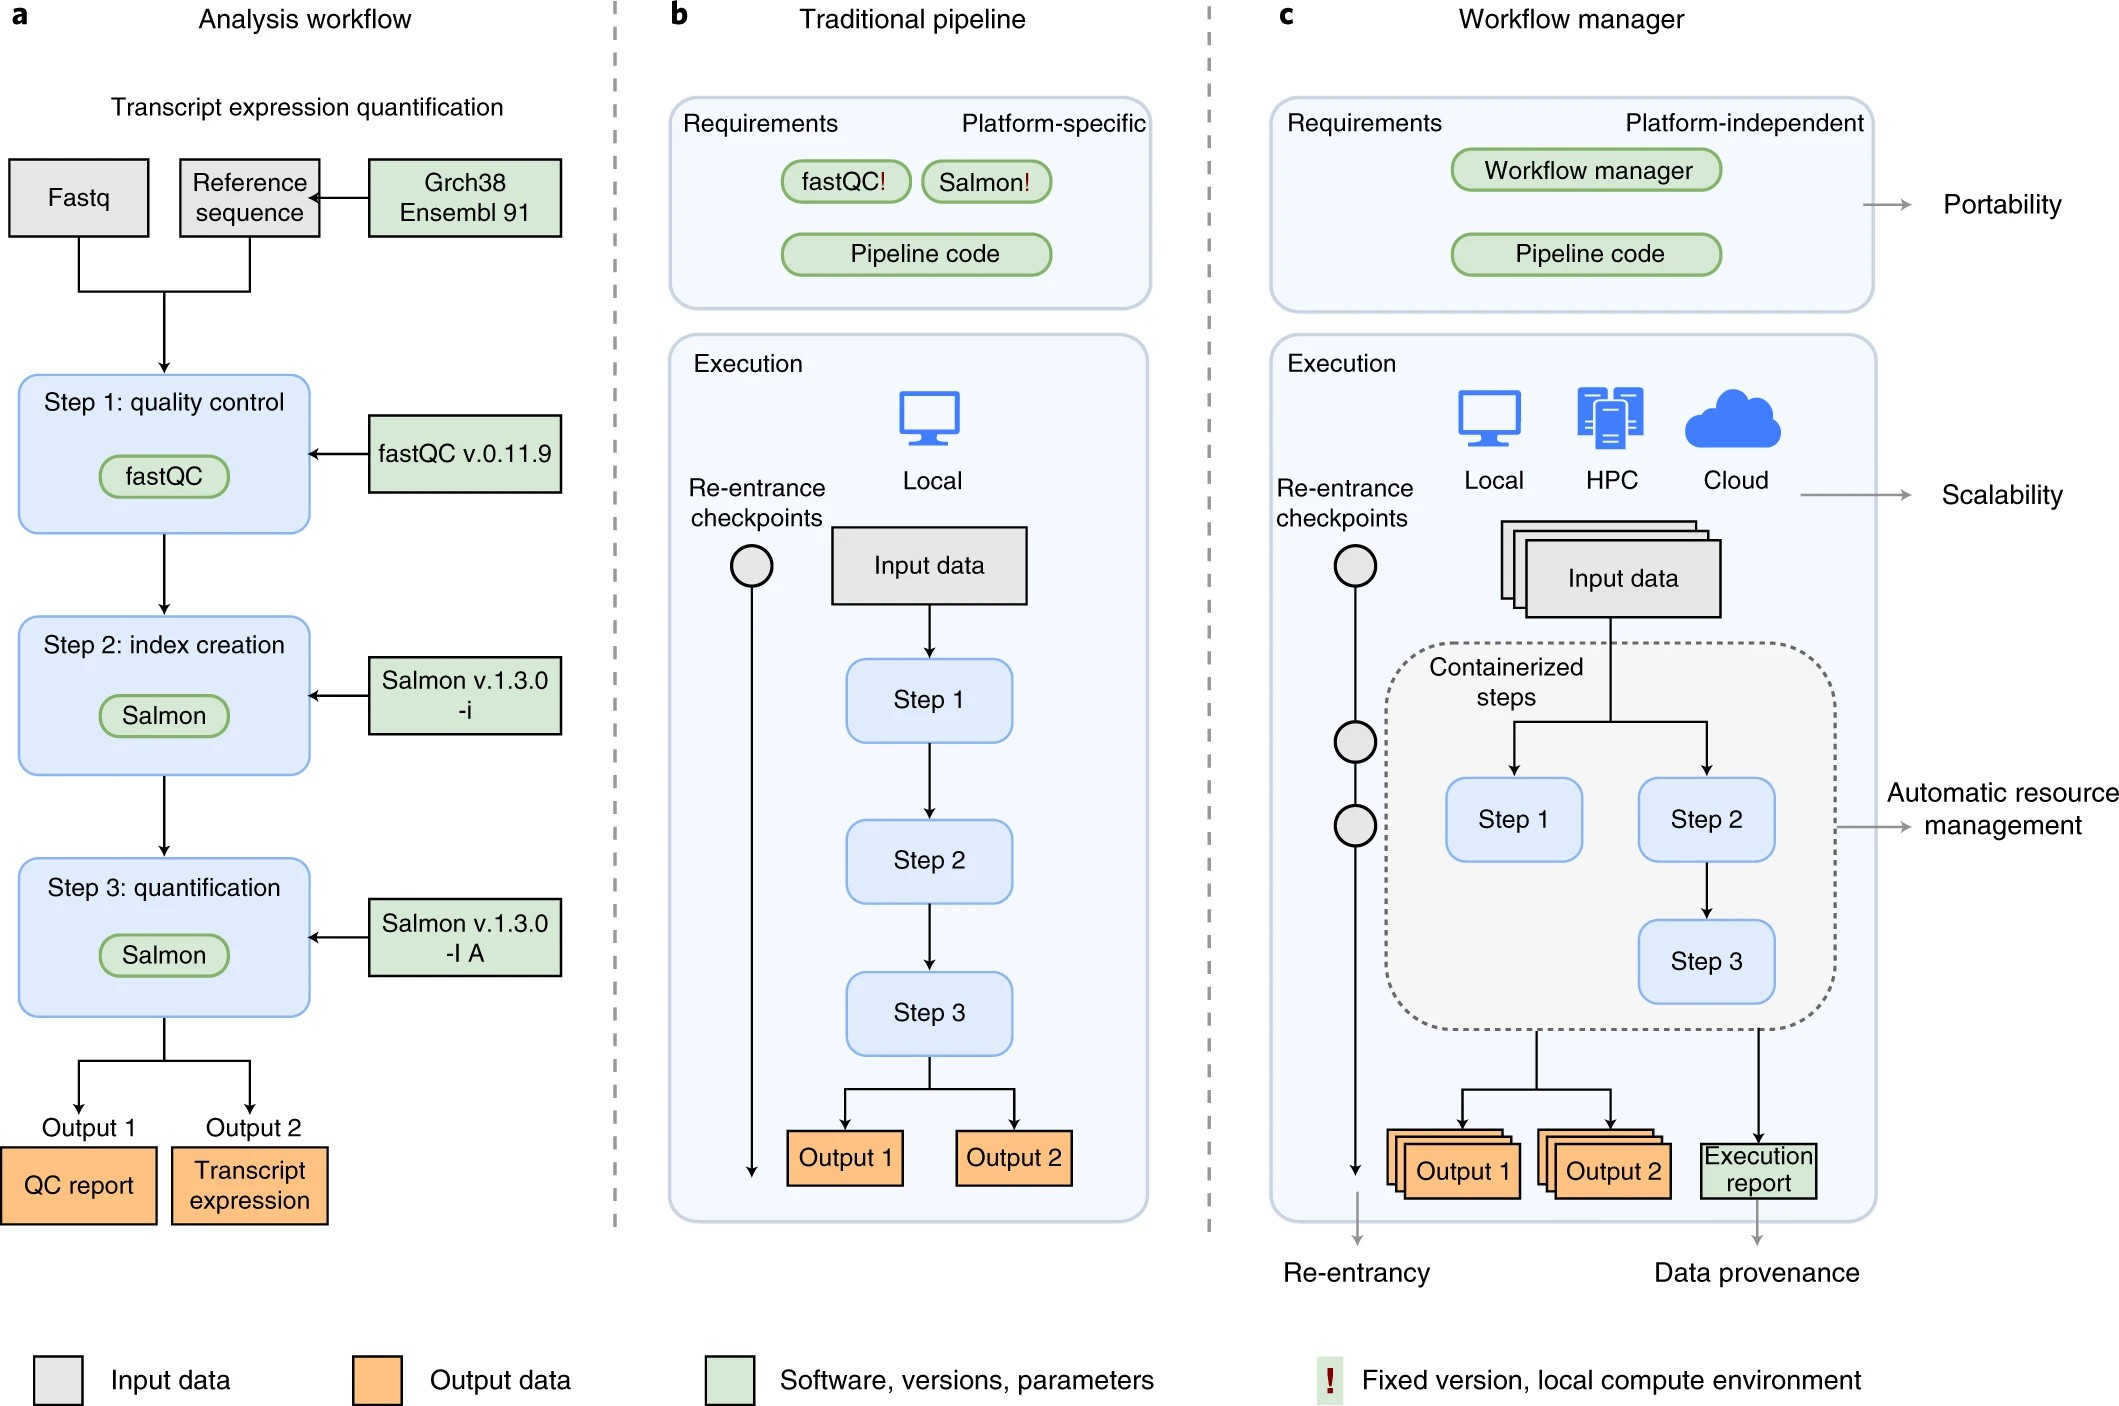 a
Analysis workflow
Transcript expression quantification
Fastq
Reference
sequence
Grch38
Ensembl 91
Step 1: quality control
fastQC
fastQC v.0.11.9
Step 2: index creation
Salmon
Salmon v.1.3.0
-i
Step 3: quantification
Salmon
Salmon v.1.3.0
-l A
Output 1
Output 2
QC report
Transcript
expression
b
Traditional pipeline
Requirements
Platform-specific
fastQC!
Salmon!
Pipeline code
Execution
Local
Re-entrance
checkpoints
Input data
Step 1
Step 2
Step 3
Output 1
Output 2
c
Workflow manager
Requirements
Platform-independent
Workflow manager
Pipeline code
Portability
Execution
Local
HPC
Cloud
Scalability
Re-entrance
checkpoints
Input data
Containerized
steps
Step 1
Step 2
Step 3
Automatic resource
management
Output 1
Output 2
Execution
report
Re-entrancy
Data provenance
Input data
Output data
Software, versions, parameters
! Fixed version, local compute environment